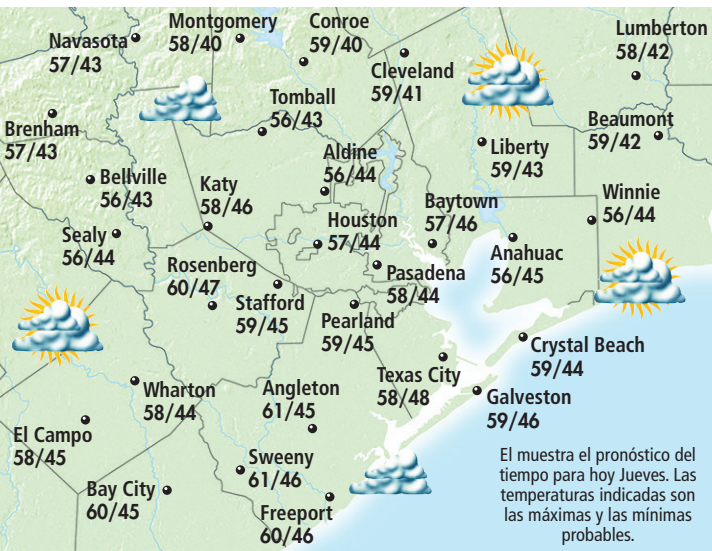 Montgomery
58/40
Conroe
59/40
Lumberton
58/42
Navasota
57/43
Cleveland
59/41
Tomball
56/43
Beaumont
59/42
Brenham
57/43
Liberty
59/43
Aldine
56/44
Bellville
56/43
Katy
58/46
Baytown
57/46
Winnie
56/44
Houston
57/44
Sealy
56/44
Anahuac
56/45
Rosenberg
60/47
Pasadena
58/44
Stafford
59/45
Pearland
59/45
Crystal Beach
59/44
Texas City
58/48
Wharton
58/44
Angleton
61/45
Galveston
59/46
El Campo
58/45
Sweeny
61/46
Bay City
60/45
Freeport
60/46
El muestra el pronóstico del
tiempo para hoy Jueves. Las
temperaturas indicadas son
las máximas y las mínimas
probables.